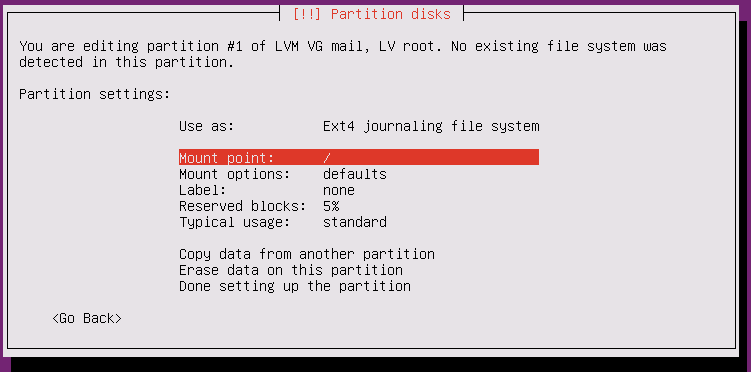 [!!] Partition disks
You are editing partition #1 of LVM VG mail, LV root. No existing file system was
detected in this partition.
Partition settings:
Use as: Ext4 journaling file system
Mount point: /
Mount options: defaults
Label: none
Reserved blocks: 5%
Typical usage: standard
Copy data from another partition
Erase data on this partition
Done setting up the partition
<Go Back>